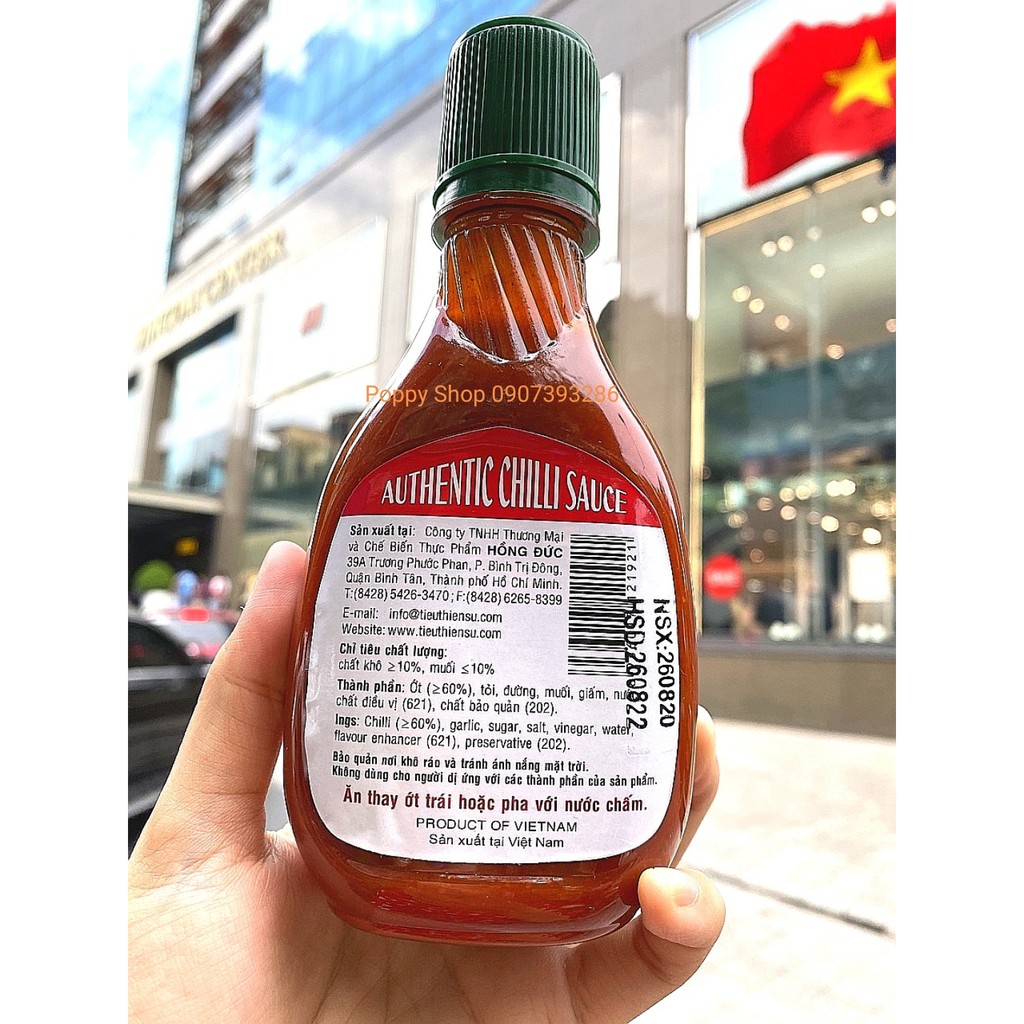 Poppy Shop 0907393286
AUTHENTIC CHILLI SAUCE
Sản xuất tại: Công ty TNHH Thương Mại
và Chế Biến Thực Phẩm HỒNG ĐỨC
39A Trương Phước Phan, P. Bình Trị Đông,
Quận Bình Tân, Thành phố Hồ Chí Minh.
T:(8428) 5426-3470; F:(8428) 6265-8399
E-mail: info@tieuthiensu.com
Website: www.tieuthiensu.com
Chỉ tiêu chất lượng:
chất khô ≥10%, muối ≤10%
Thành phần: Ớt (≥60%), tỏi, đường, muối, giấm,
chất điều vị (621), chất bảo quản (202).
Ings: Chilli (≥60%), garlic, sugar, salt, vinegar, water,
flavour enhancer (621), preservative (202).
Bảo quản nơi khô ráo và tránh ánh nắng mặt trời.
Không dùng cho người dị ứng với các thành phần của sản phẩm.
Ăn thay ớt trái hoặc pha với nước chấm.
PRODUCT OF VIETNAM
Sản xuất tại Việt Nam
21921
NSX:260820
HSD:260822